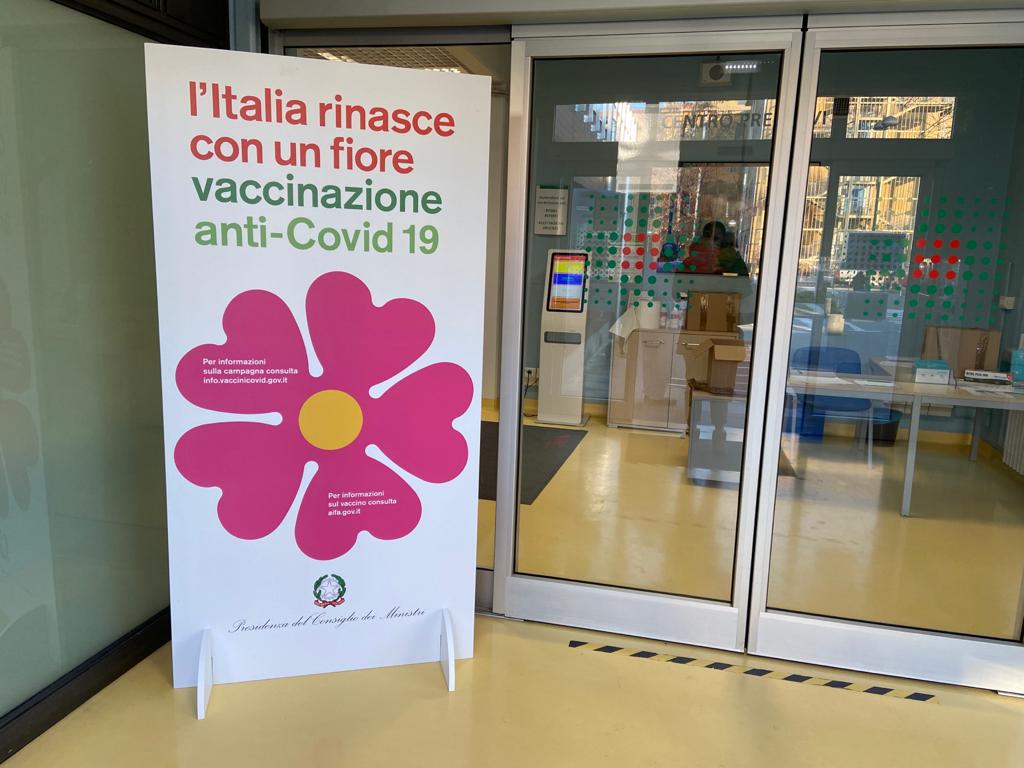 l'Italia rinasce
con un fiore
vaccinazione
anti-Covid 19
Per informazioni
sulla campagna consulta
info.vaccinicovid.gov.it
Per informazioni
sul vaccino consulta
aifa.gov.it
Presidenza del Consiglio dei Ministri
CENTRO